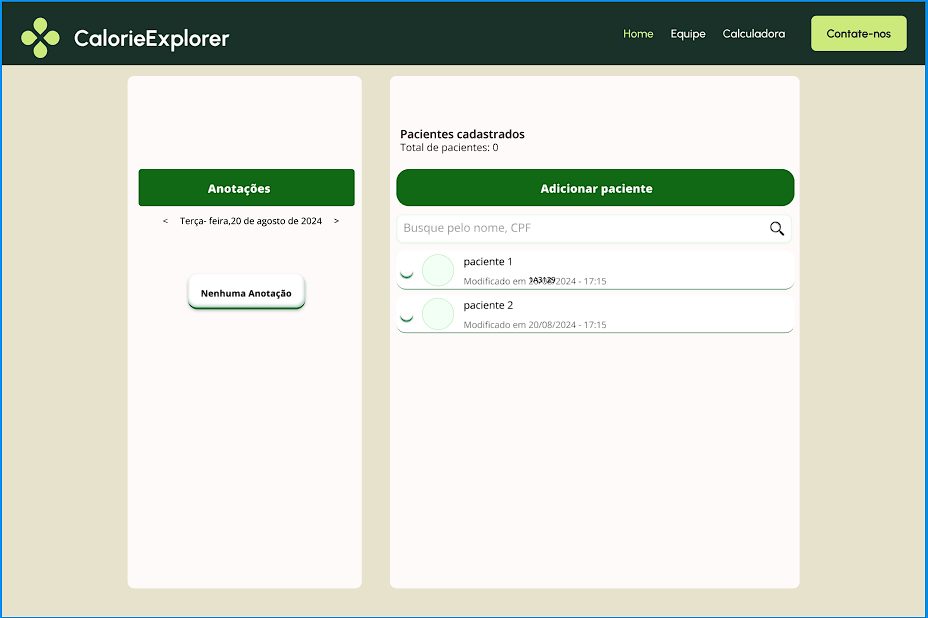 CalorieExplorer
Home Equipe Calculadora Contate-nos
Anotações
< Terça- feira,20 de agosto de 2024 >
Nenhuma Anotação
Pacientes cadastrados
Total de pacientes: 0
Adicionar paciente
Busque pelo nome, CPF
paciente 1
Modificado em /2024 - 17:15
paciente 2
Modificado em 20/08/2024 - 17:15